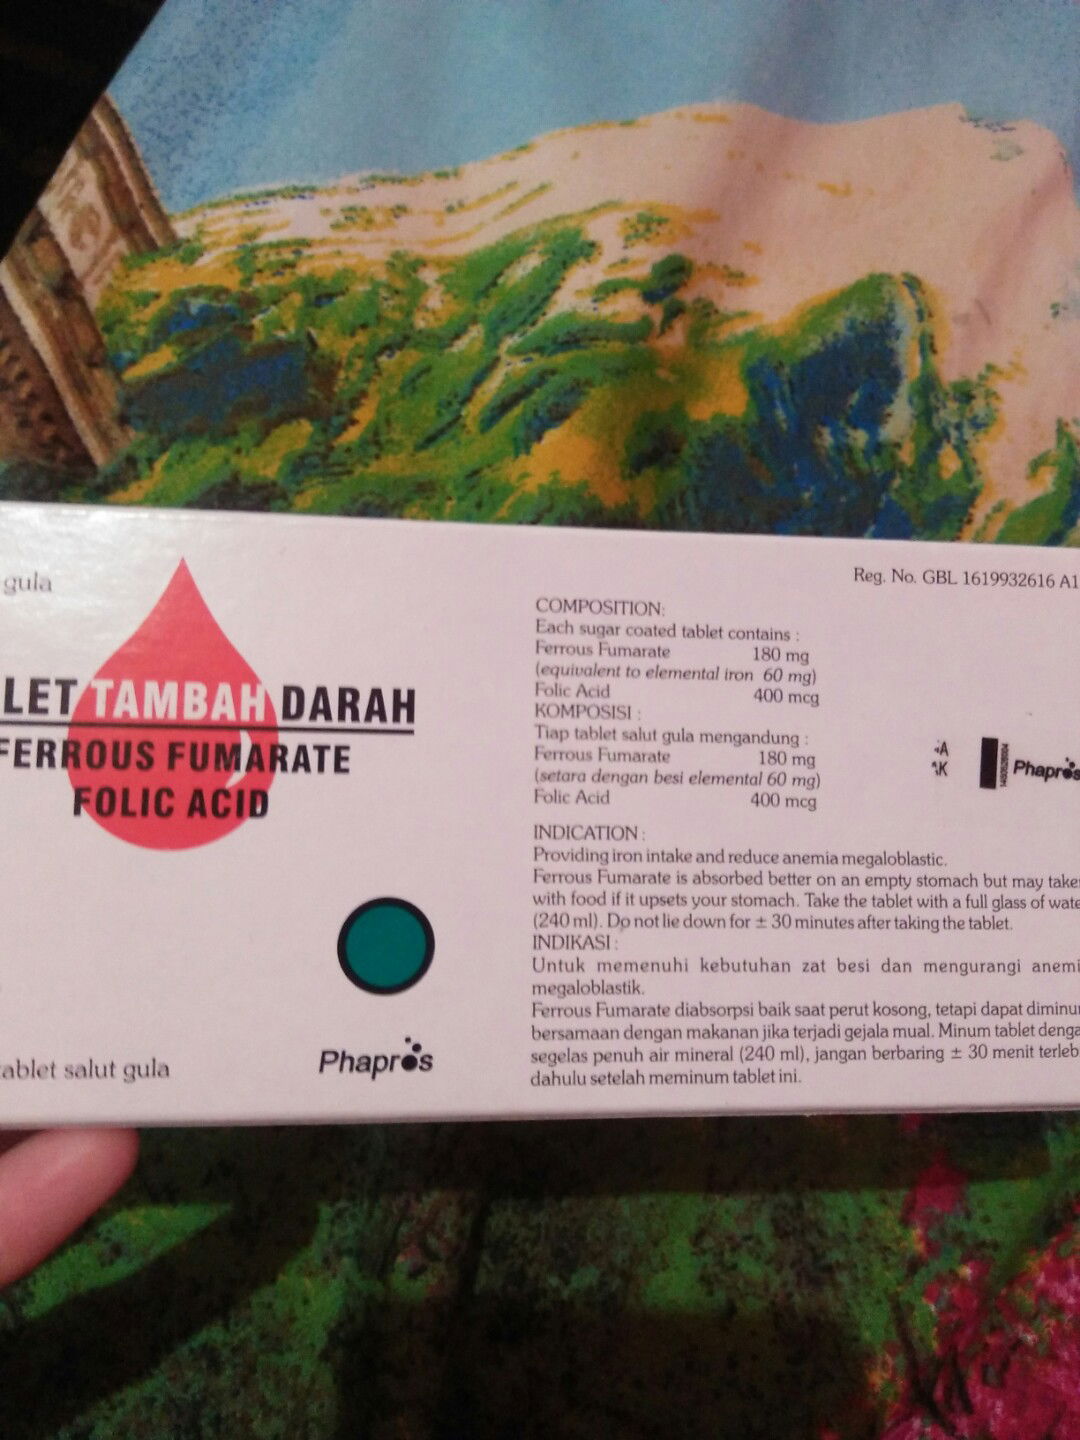 gula
TAMBAH DARAH
FERROUS FUMARATE
FOLIC ACID
Phapros
tablet salut gula
Reg. No. GBL 1619932616 A1
COMPOSITION:
Each sugar coated tablet contains :
Ferrous Fumarate 180 mg
(equivalent to elemental iron 60 mg)
Folic Acid 400 mcg
KOMPOSISI :
Tiap tablet salut gula mengandung :
Ferrous Fumarate 180 mg
(setara dengan besi elemental 60 mg)
Folic Acid 400 mcg
Phapros
INDICATION :
Providing iron intake and reduce anemia megaloblastic.
Ferrous Fumarate is absorbed better on an empty stomach but may taken
with food if it upsets your stomach. Take the tablet with a full glass of wate
(240 ml). Do not lie down for ± 30 minutes after taking the tablet.
INDIKASI :
Untuk memenuhi kebutuhan zat besi dan mengurangi anemi
megaloblastik.
Ferrous Fumarate diabsorpsi baik saat perut kosong, tetapi dapat diminum
bersamaan dengan makanan jika terjadi gejala mual. Minum tablet denga
segelas penuh air mineral (240 ml), jangan berbaring ± 30 menit terleb
dahulu setelah meminum tablet ini.